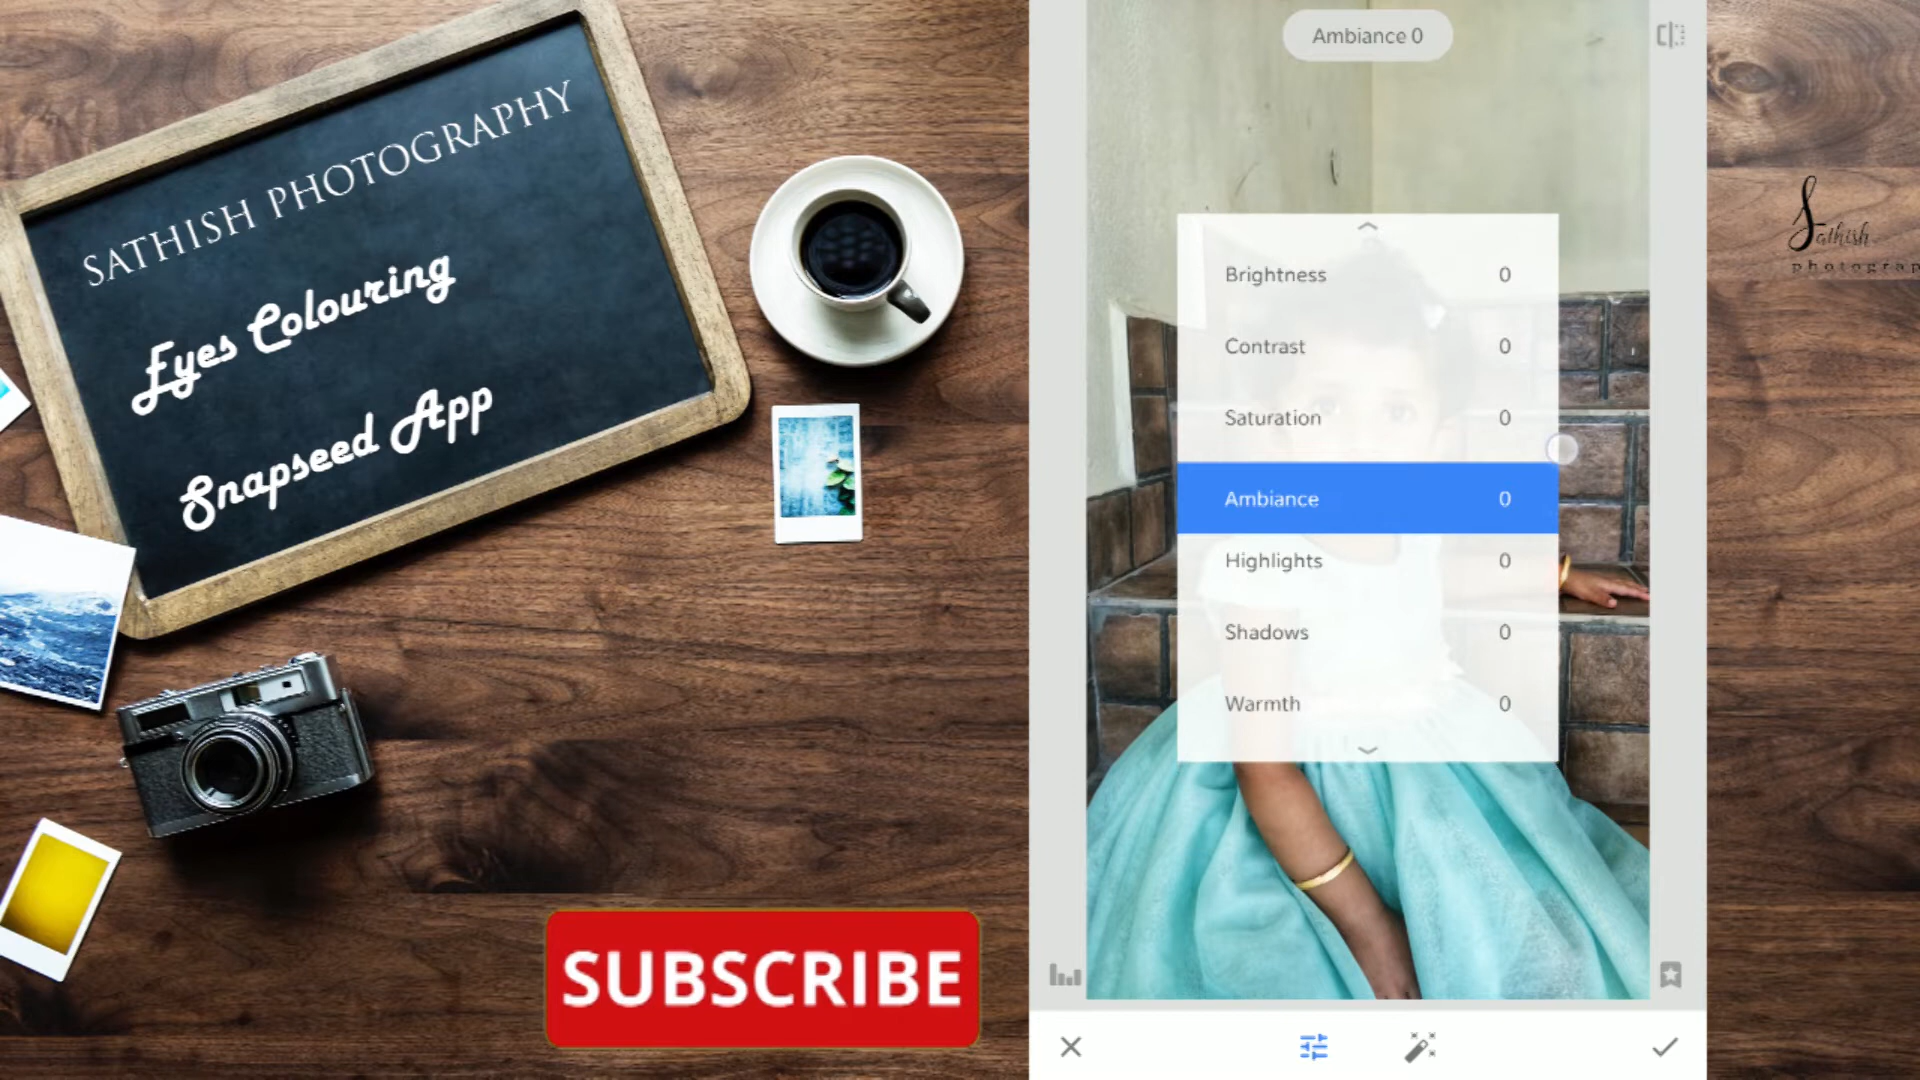 SATHISH PHOTOGRAPHY
Eyes Colouring
Snapseed App
SUBSCRIBE
Ambiance 0
Brightness 0
Contrast 0
Saturation 0
Ambiance 0
Highlights 0
Shadows 0
Warmth 0
Sathish
photograp